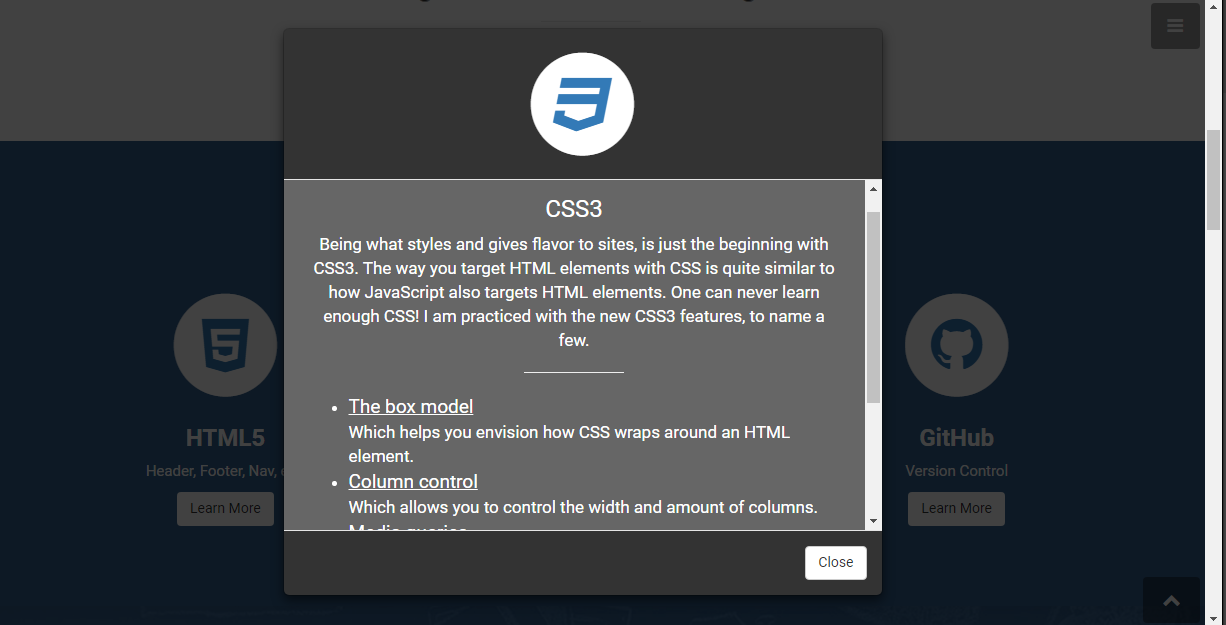 CSS3
Being what styles and gives flavor to sites, is just the beginning with
CSS3. The way you target HTML elements with CSS is quite similar to
how JavaScript also targets HTML elements. One can never learn
enough CSS! I am practiced with the new CSS3 features, to name a
few.
The box model
Which helps you envision how CSS wraps around an HTML
element.
Column control
Which allows you to control the width and amount of columns.
Media queries
Close
HTML5
Header, Footer, Nav,
Learn More
GitHub
Version Control
Learn More